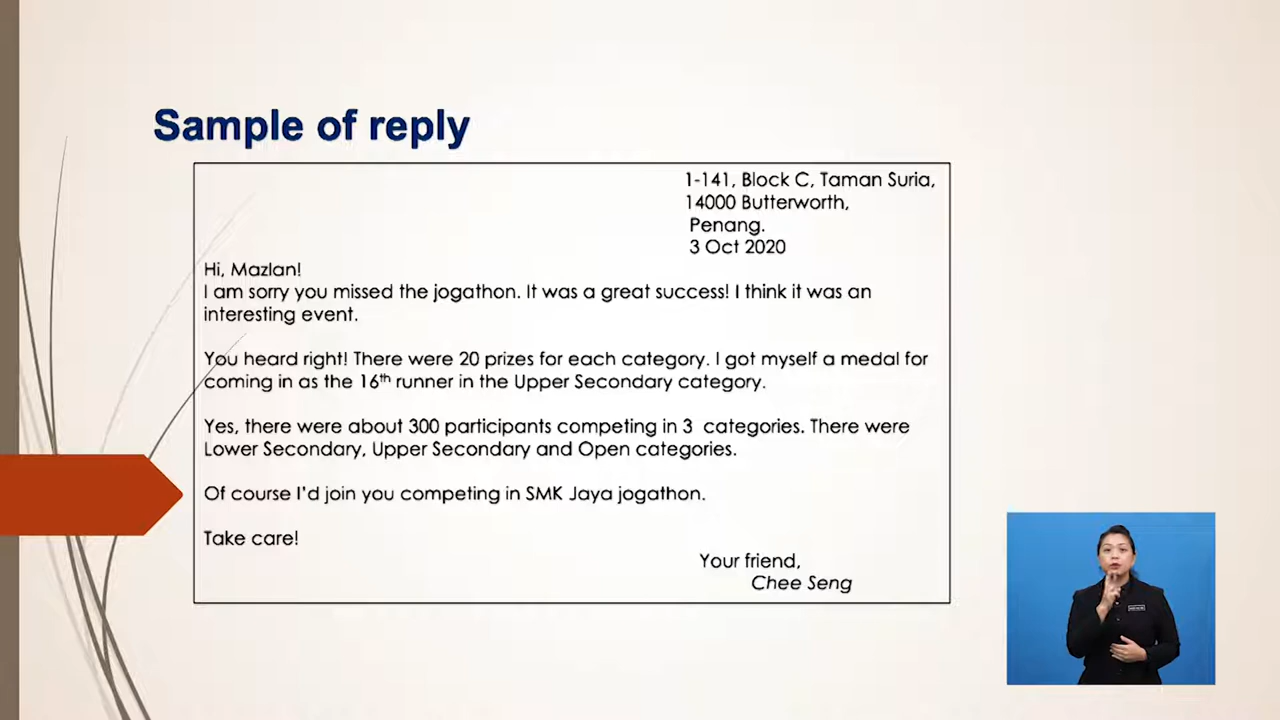 Sample of reply
1-141, Block C, Taman Suria,
14000 Butterworth,
Penang.
3 Oct 2020
Hi, Mazlan!
I am sorry you missed the jogathon. It was a great success! I think it was an
interesting event.
You heard right! There were 20 prizes for each category. I got myself a medal for
coming in as the 16th runner in the Upper Secondary category.
Yes, there were about 300 participants competing in 3 categories. There were
Lower Secondary, Upper Secondary and Open categories.
Of course I'd join you competing in SMK Jaya jogathon.
Take care!
Your friend,
Chee Seng